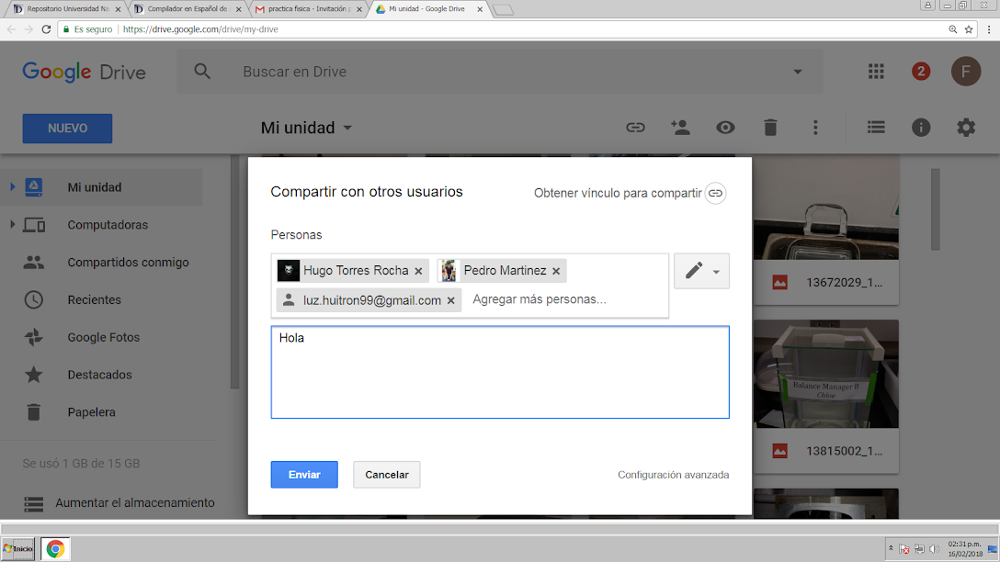 Repositorio Universidad Na
Compilador en Español de
practica fisica - Invitación p
Mi unidad - Google Drive
Es seguro
https://drive.google.com/drive/my-drive
Google Drive
Buscar en Drive
2
F
NUEVO
Mi unidad
Mi unidad
Computadoras
Compartidos conmigo
Recientes
Google Fotos
Destacados
Papelera
Se usó 1 GB de 15 GB
Aumentar el almacenamiento
Compartir con otros usuarios
Obtener vínculo para compartir
Personas
Hugo Torres Rocha
Pedro Martinez
luz.huitron99@gmail.com
Agregar más personas...
Hola
Enviar
Cancelar
Configuración avanzada
13672029_1...
Balance Manager B
Chloe
13815002_1...
Inicio
02:31 p.m.
16/02/2018